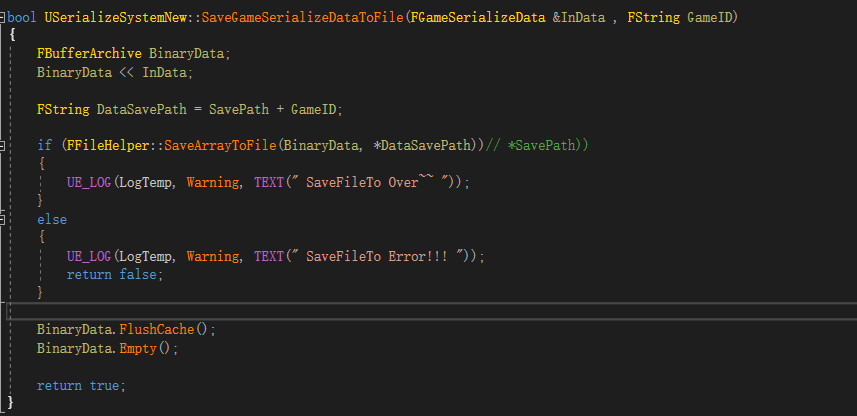 bool USerializeSystemNew::SaveGameSerializeDataToFile(FGameSerializeData &InData , FString GameID)
{
FBufferArchive BinaryData;
BinaryData << InData;
FString DataSavePath = SavePath + GameID;
if (FFileHelper::SaveArrayToFile(BinaryData, *DataSavePath))// *SavePath))
{
UE_LOG(LogTemp, Warning, TEXT(" SaveFileTo Over~~ "));
}
else
{
UE_LOG(LogTemp, Warning, TEXT(" SaveFileTo Error!!! "));
return false;
}
BinaryData.FlushCache();
BinaryData.Empty();
return true;
}